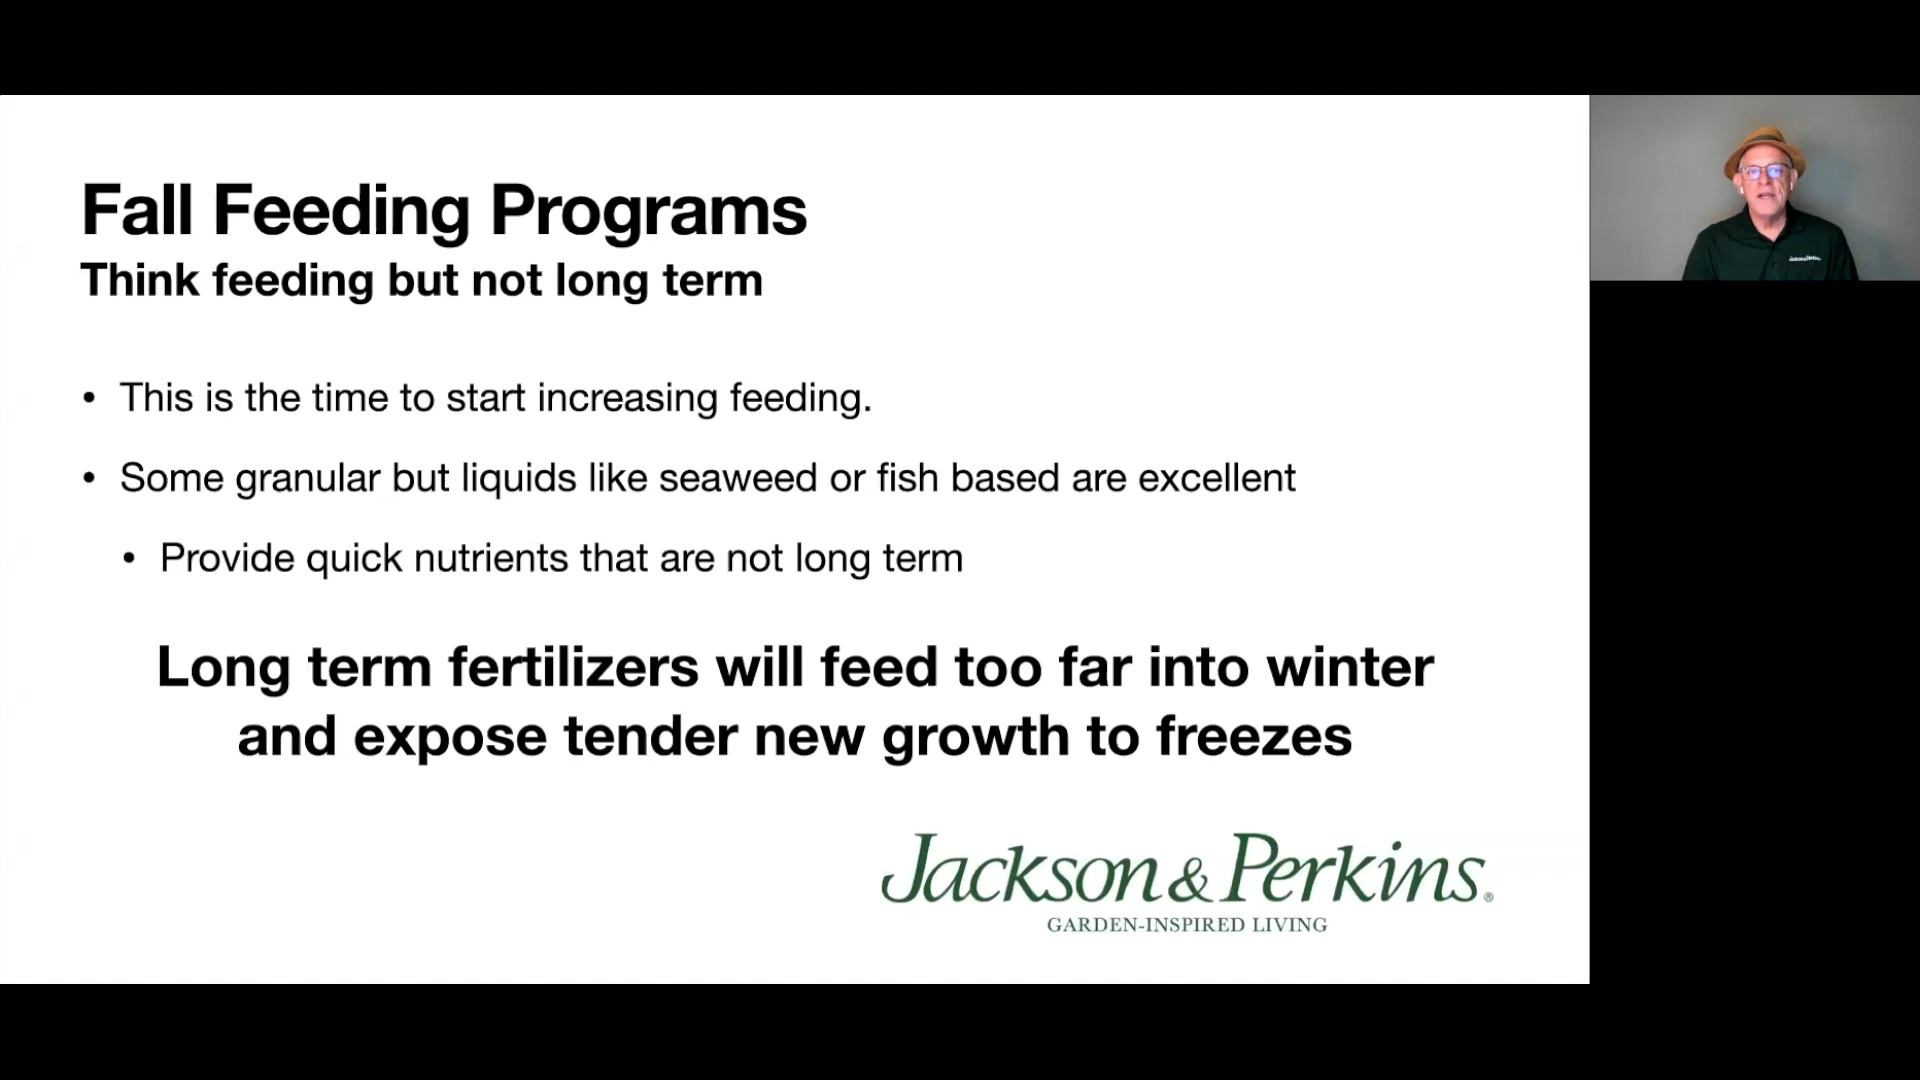 Fall Feeding Programs
Think feeding but not long term
• This is the time to start increasing feeding.
• Some granular but liquids like seaweed or fish based are excellent
• Provide quick nutrients that are not long term
Long term fertilizers will feed too far into winter
and expose tender new growth to freezes
Jackson & Perkins®
GARDEN-INSPIRED LIVING